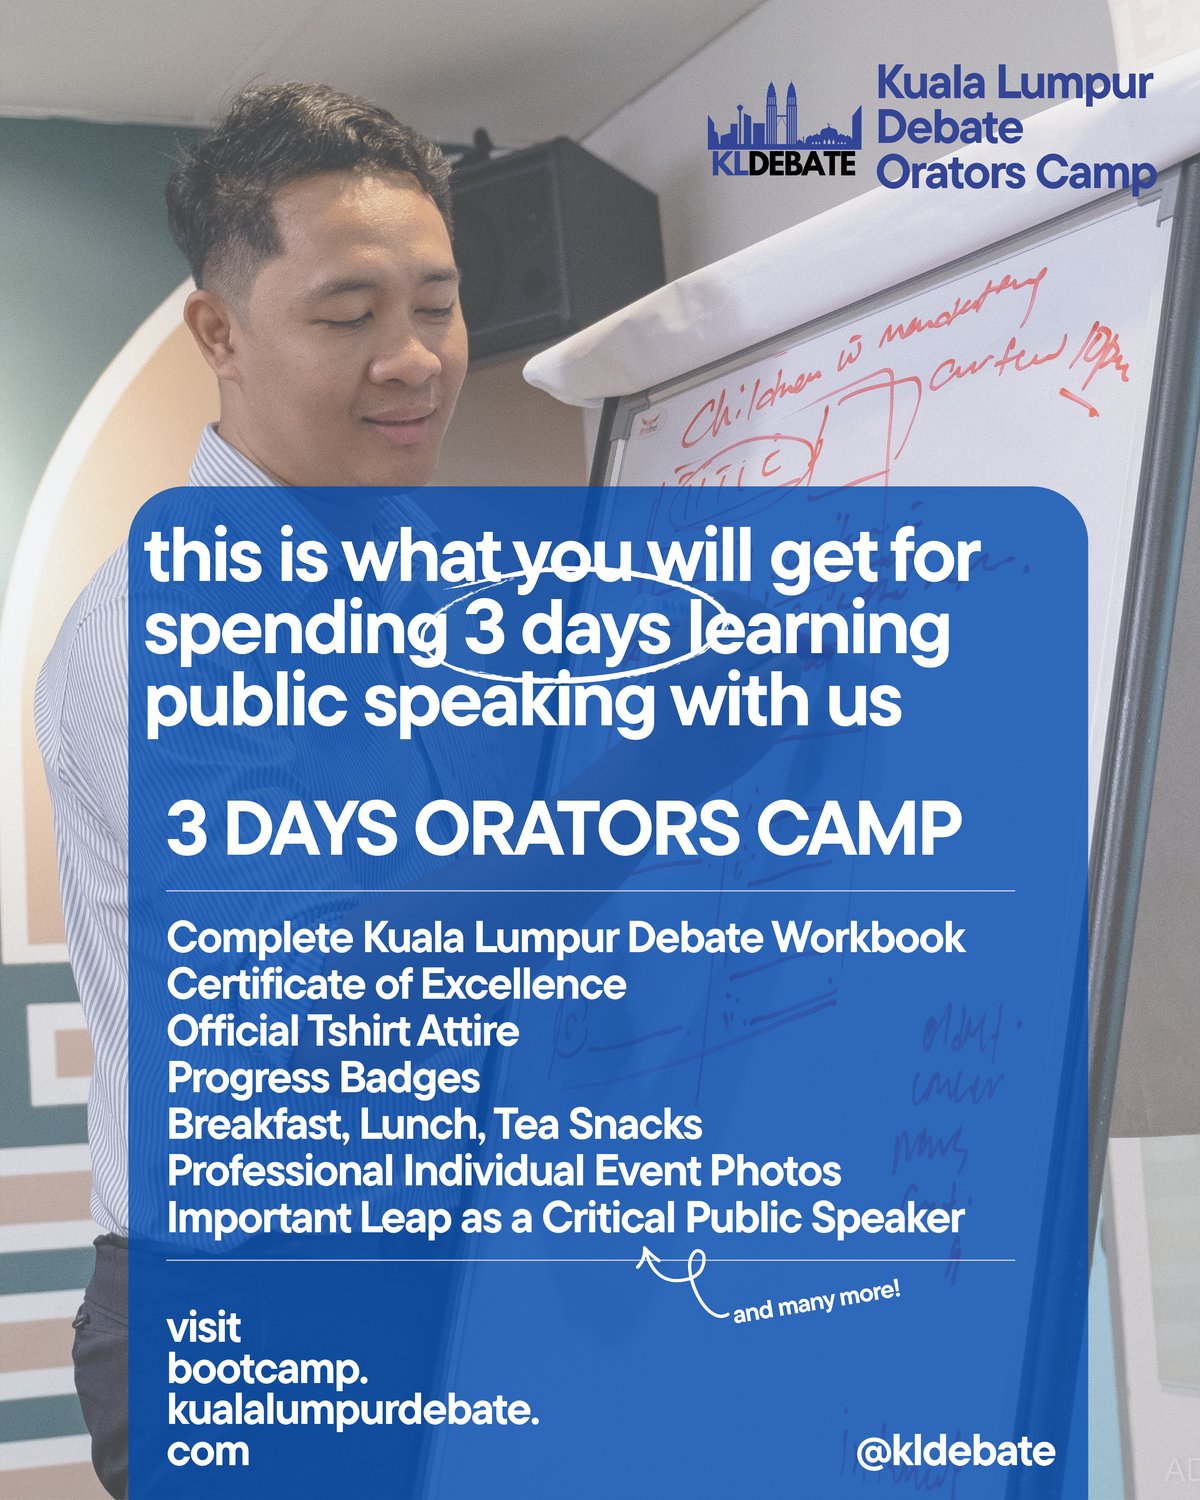 Kuala Lumpur
Debate
Orators Camp
KLDEBATE
Children
curfew 10pm
this is what you will get for
spending 3 days learning
public speaking with us
3 DAYS ORATORS CAMP
Complete Kuala Lumpur Debate Workbook
Certificate of Excellence
Official Tshirt Attire
Progress Badges
Breakfast, Lunch, Tea Snacks
Professional Individual Event Photos
Important Leap as a Critical Public Speaker
and many more!
visit
bootcamp.
kualalumpurdebate.
com
@kldebate